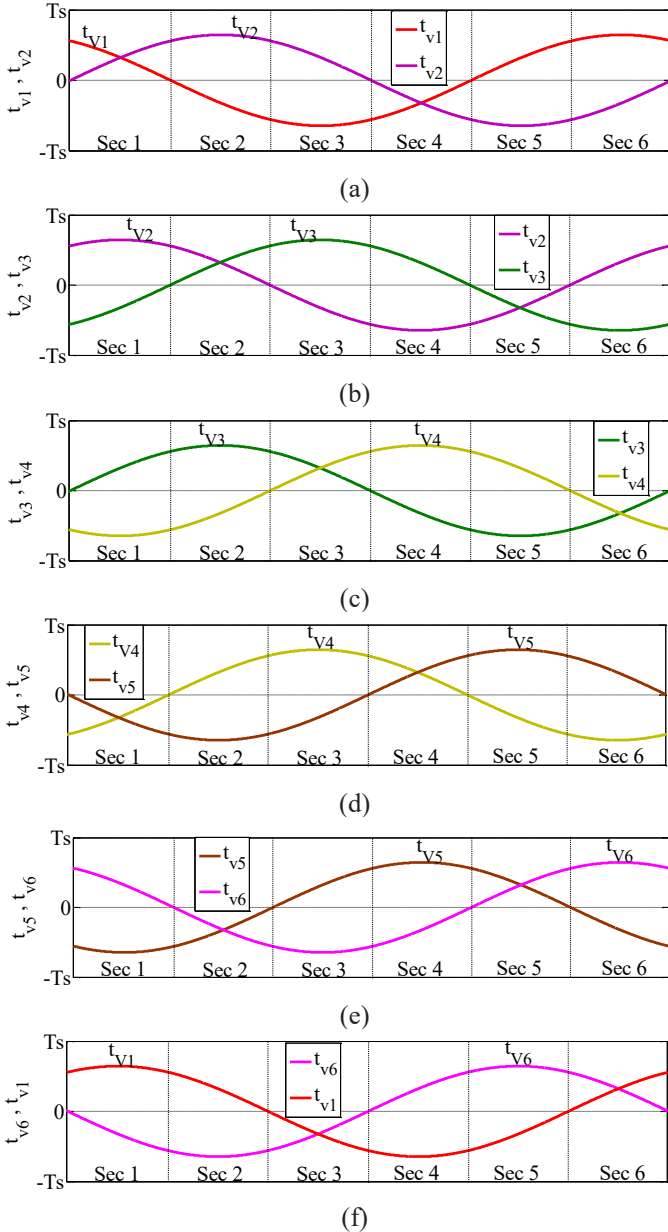 Ts
t_V1
t_V2
t_v1
t_v2
t_v1 , t_v2
0
-Ts
Sec 1
Sec 2
Sec 3
Sec 4
Sec 5
Sec 6
(a)
Ts
t_V2
t_V3
t_v2
t_v3
t_v2 , t_v3
0
-Ts
Sec 1
Sec 2
Sec 3
Sec 4
Sec 5
Sec 6
(b)
Ts
t_V3
t_V4
t_v3
t_v4
t_v3 , t_v4
0
-Ts
Sec 1
Sec 2
Sec 3
Sec 4
Sec 5
Sec 6
(c)
Ts
t_V4
t_v5
t_V4
t_V5
t_v4 , t_v5
0
-Ts
Sec 1
Sec 2
Sec 3
Sec 4
Sec 5
Sec 6
(d)
Ts
t_v5
t_v6
t_V5
t_V6
t_v5 , t_v6
0
-Ts
Sec 1
Sec 2
Sec 3
Sec 4
Sec 5
Sec 6
(e)
Ts
t_V1
t_v6
t_v1
t_V6
t_v6 , t_v1
0
-Ts
Sec 1
Sec 2
Sec 3
Sec 4
Sec 5
Sec 6
(f)